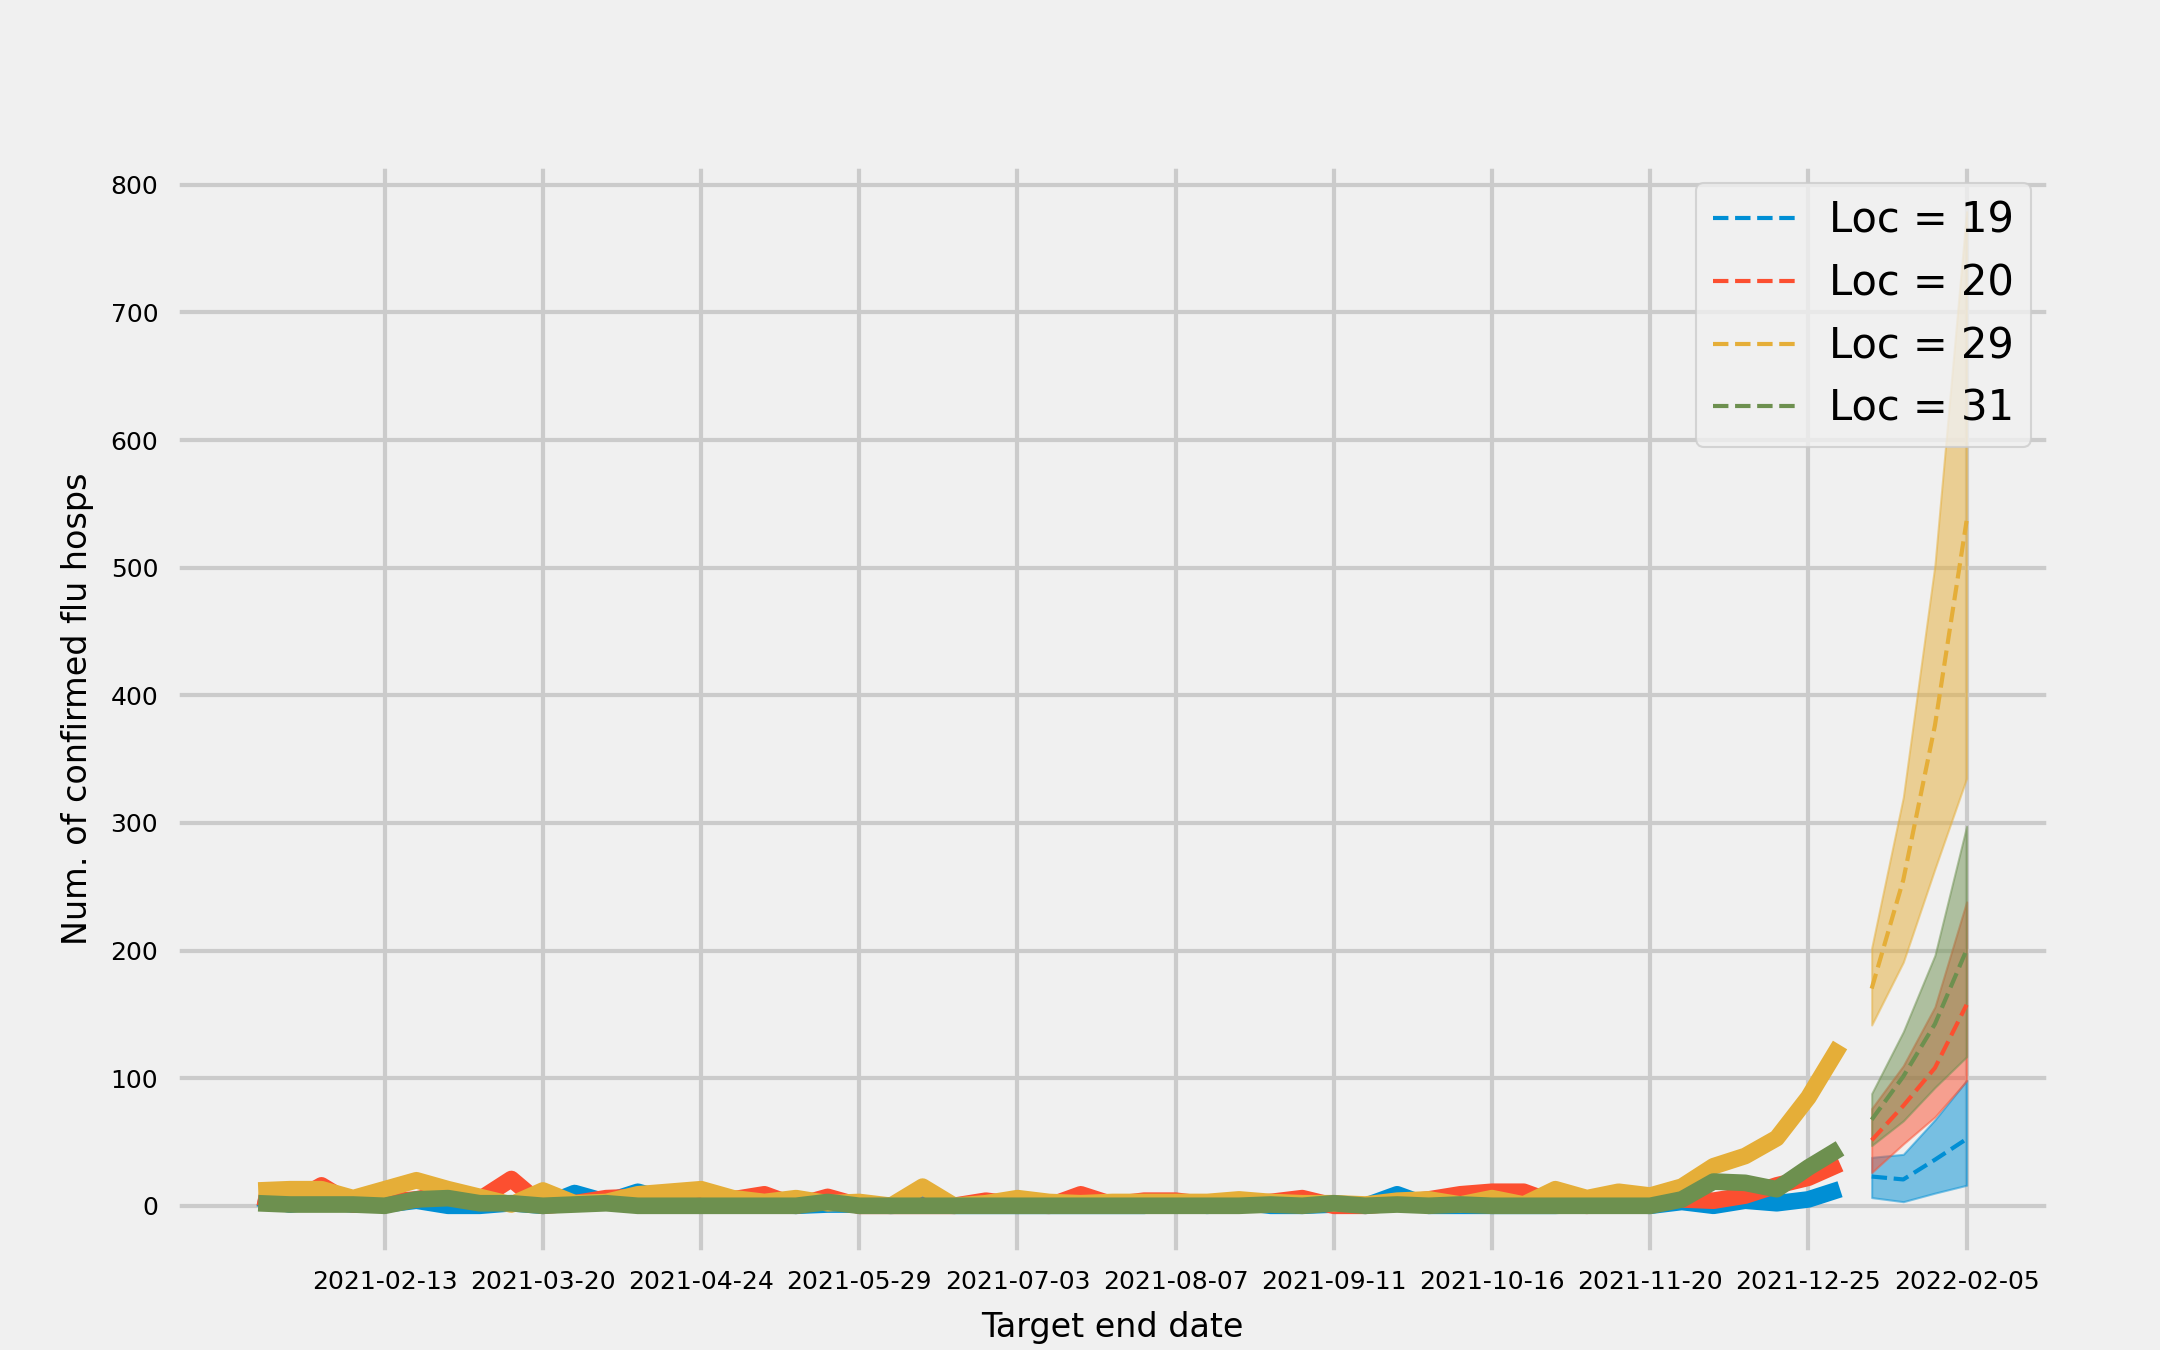 Loc = 19
Loc = 20
Loc = 29
Loc = 31
800
700
600
500
400
300
200
100
0
Num. of confirmed flu hosps
2021-02-13 2021-03-20 2021-04-24 2021-05-29 2021-07-03 2021-08-07 2021-09-11 2021-10-16 2021-11-20 2021-12-25 2022-02-05
Target end date